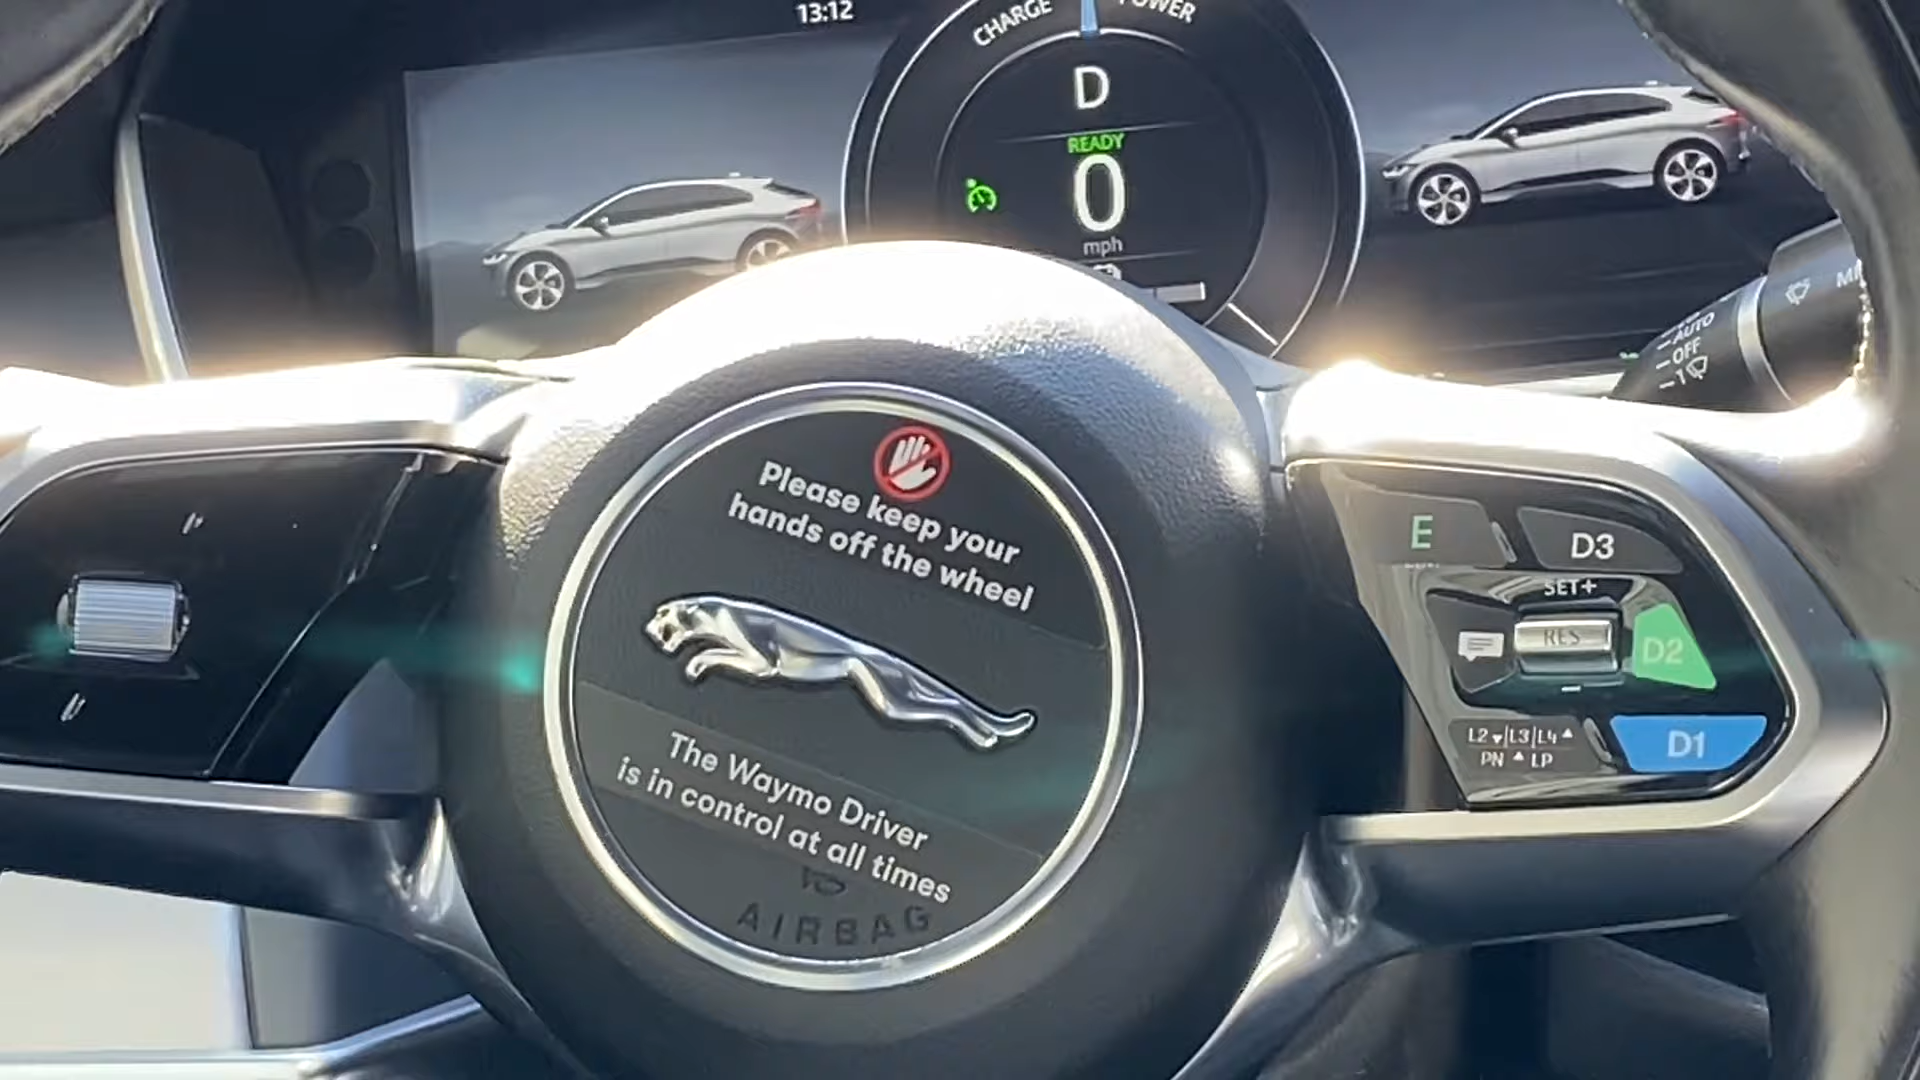 13:12
CHARGE
POWER
D
READY
0
mph
AUTO
OFF
1
Please keep your
hands off the wheel
The Waymo Driver
is in control at all times
AIRBAG
E
D3
SET+
RES
D2
D1
L2▼|L3|L4▲
PN▲LP